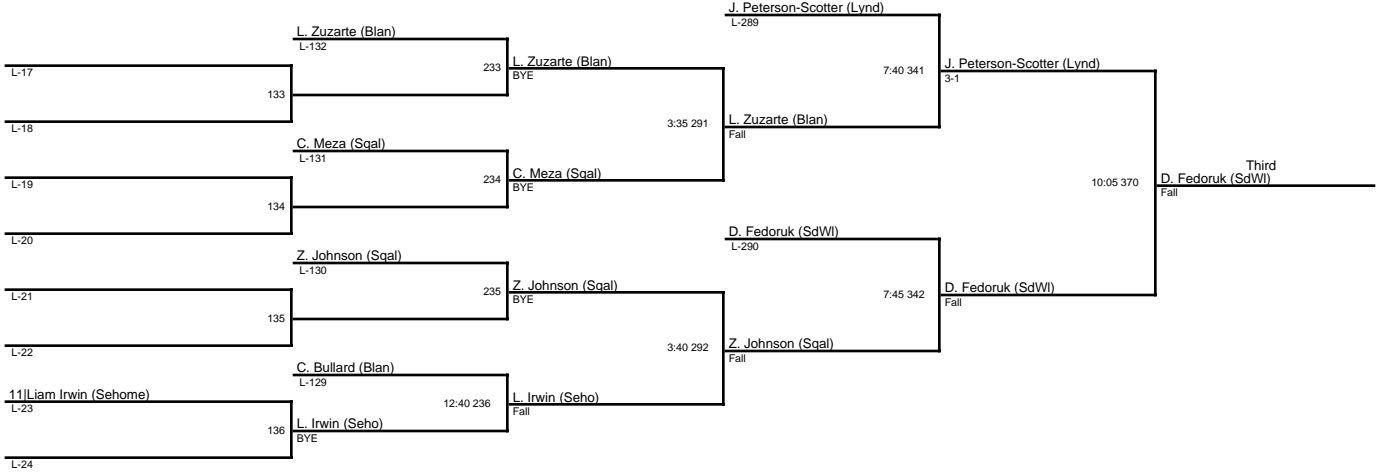 J. Peterson-Scotter (Lynd)
L-289
L. Zuzarte (Blan)
L-132
L. Zuzarte (Blan)
233
BYE
7:40 341
J. Peterson-Scotter (Lynd)
3-1
L-17
133
L. Zuzarte (Blan)
3:35 291
Fall
L-18
C. Meza (Sqal)
L-131
Third
C. Meza (Sqal)
234
BYE
10:05 370
D. Fedoruk (SdWl)
Fall
L-19
134
D. Fedoruk (SdWl)
L-290
L-20
Z. Johnson (Sqal)
L-130
Z. Johnson (Sqal)
235
BYE
7:45 342
D. Fedoruk (SdWl)
Fall
L-21
135
Z. Johnson (Sqal)
3:40 292
Fall
L-22
C. Bullard (Blan)
L-129
11|Liam Irwin (Sehome)
L-23
12:40 236
L. Irwin (Seho)
Fall
136
L. Irwin (Seho)
BYE
L-24